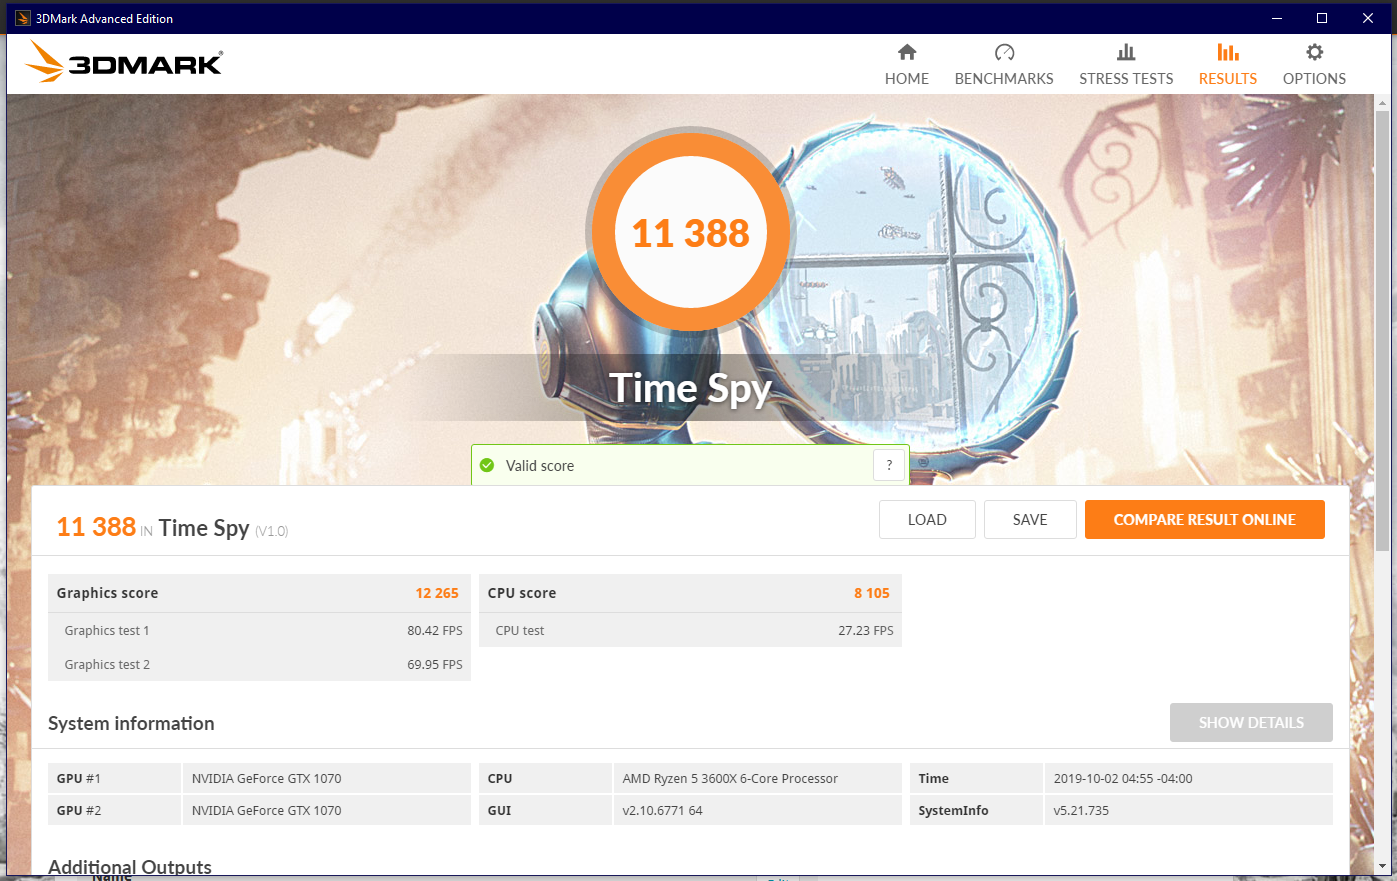 3DMark Advanced Edition
3DMARK®
HOME
BENCHMARKS
STRESS TESTS
RESULTS
OPTIONS
11 388
Time Spy
Valid score
?
11 388 IN Time Spy (V1.0)
LOAD
SAVE
COMPARE RESULT ONLINE
Graphics score 12 265
Graphics test 1 80.42 FPS
Graphics test 2 69.95 FPS
CPU score 8 105
CPU test 27.23 FPS
System information
SHOW DETAILS
GPU #1 NVIDIA GeForce GTX 1070
GPU #2 NVIDIA GeForce GTX 1070
CPU AMD Ryzen 5 3600X 6-Core Processor
GUI v2.10.6771 64
Time 2019-10-02 04:55 -04:00
SystemInfo v5.21.735
Additional Outputs
Name